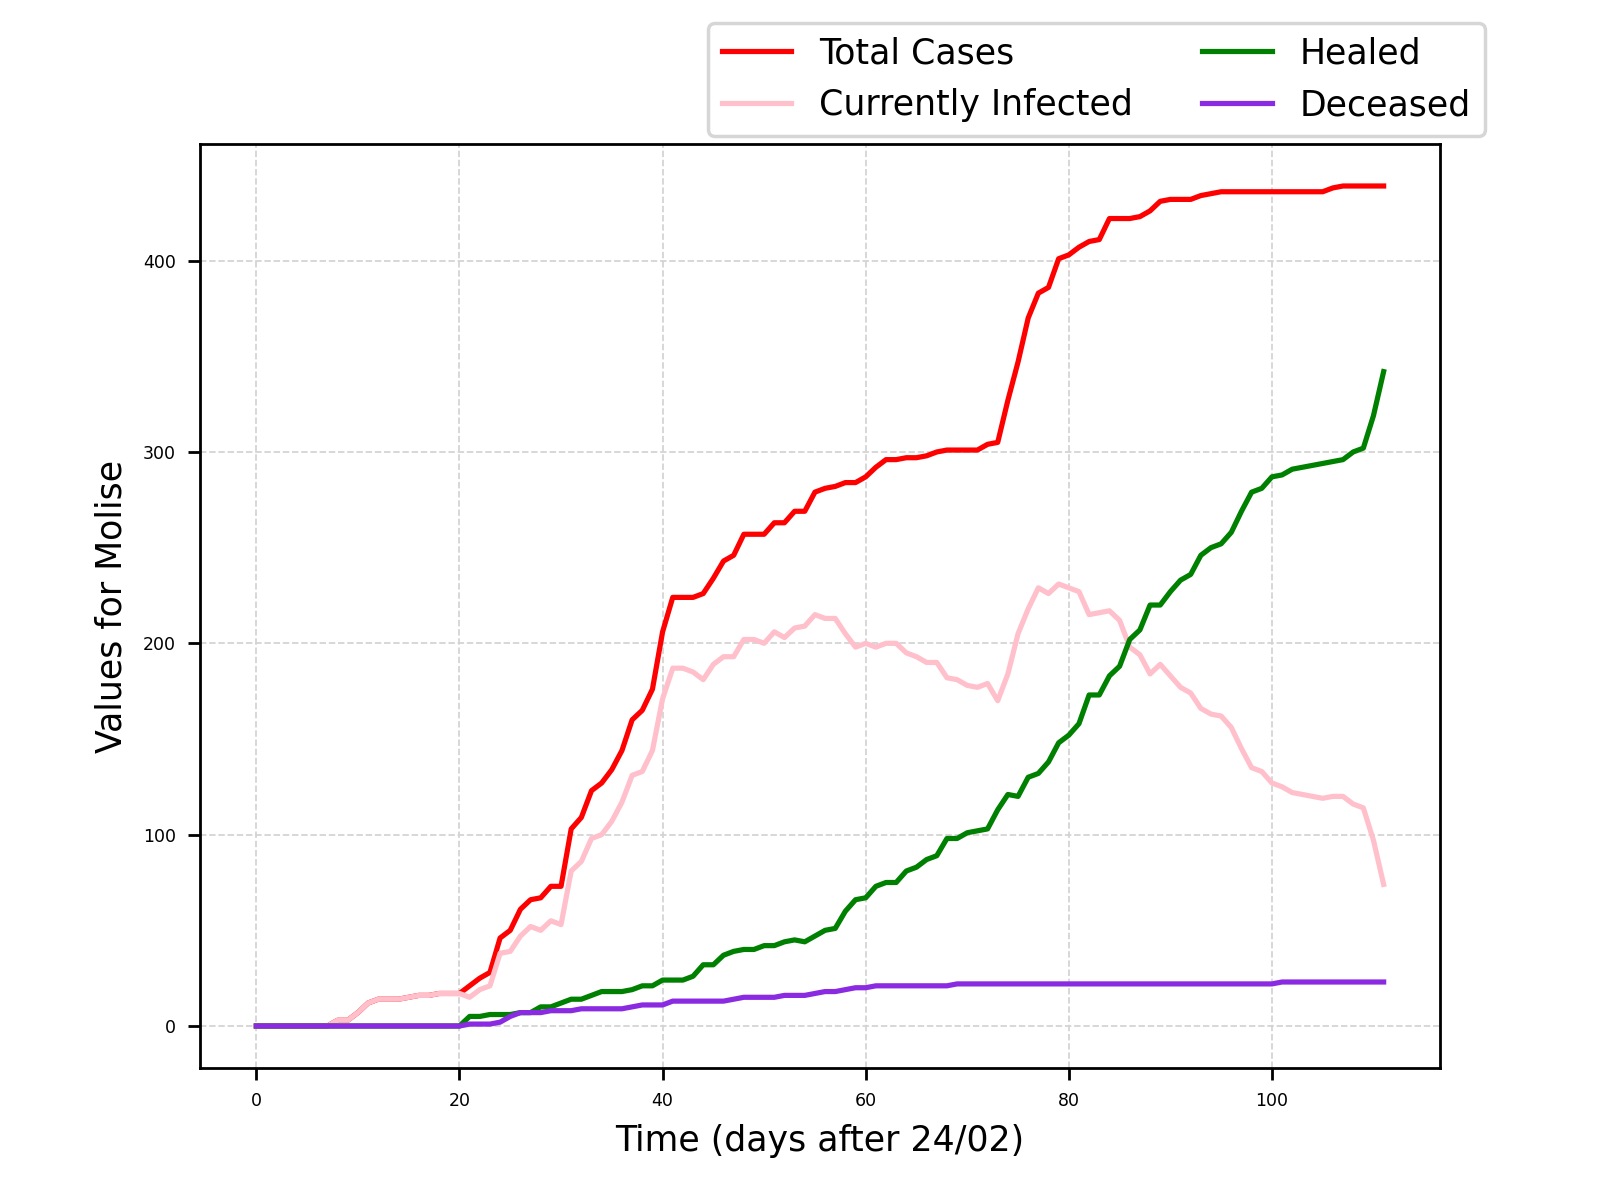 Total Cases
Currently Infected
Healed
Deceased
Values for Molise
400
300
200
100
0
0 20 40 60 80 100
Time (days after 24/02)